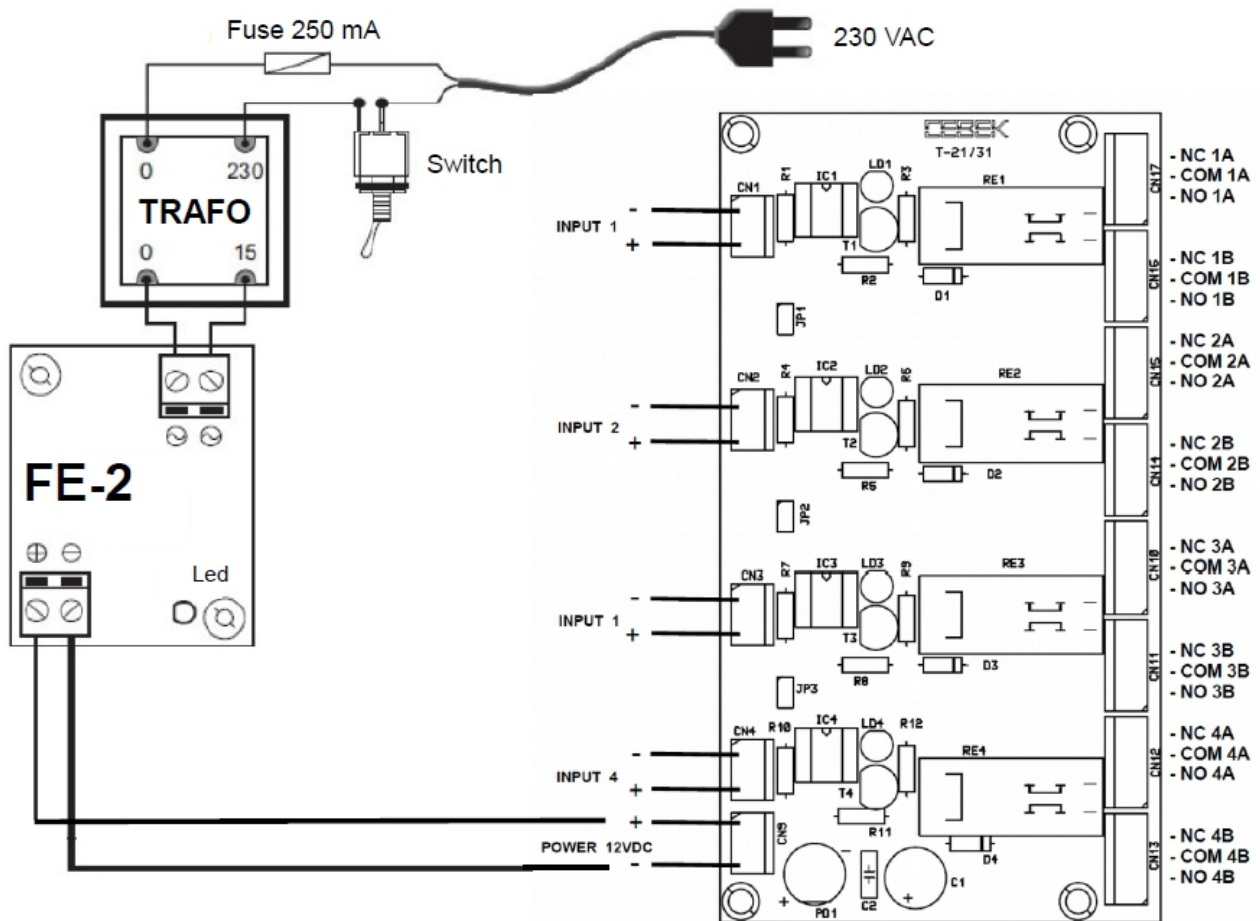 Fuse 250 mA
230 VAC
Switch
0 230
TRAFO
0 15
FE-2
Led
CEBEK
T-21/31
INPUT 1
-
+
CN1
R1
IC1
LD1
R3
RE1
T1
R2
D1
JP1
CN17
- NC 1A
- COM 1A
- NO 1A
CN16
- NC 1B
- COM 1B
- NO 1B
INPUT 2
-
+
CN2
R4
IC2
LD2
R6
RE2
T2
R5
D2
JP2
CN15
- NC 2A
- COM 2A
- NO 2A
CN14
- NC 2B
- COM 2B
- NO 2B
INPUT 1
-
+
CN3
R7
IC3
LD3
R9
RE3
T3
R8
D3
JP3
CN10
- NC 3A
- COM 3A
- NO 3A
CN11
- NC 3B
- COM 3B
- NO 3B
INPUT 4
-
+
CN4
R10
IC4
LD4
R12
RE4
T4
R11
D4
CN12
- NC 4A
- COM 4A
- NO 4A
CN13
- NC 4B
- COM 4B
- NO 4B
POWER 12VDC
+
-
CN9
PD1
C2
C1